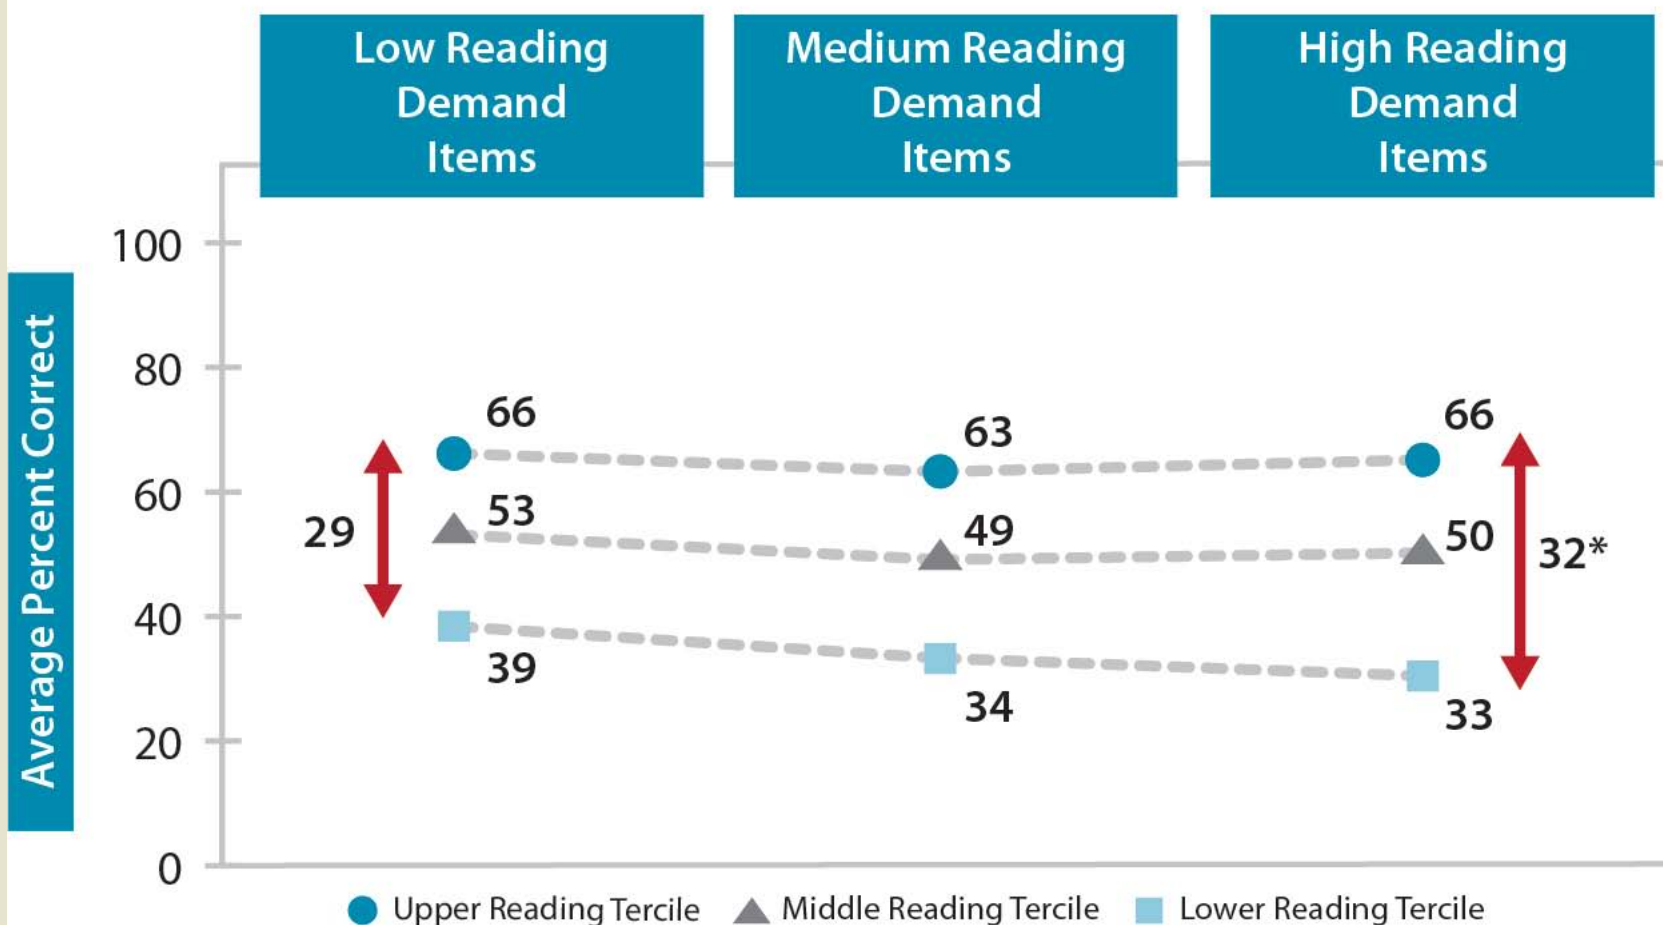 Low Reading
Demand
Items
Medium Reading
Demand
Items
High Reading
Demand
Items
Average Percent Correct
100
80
60
40
20
0
66
63
66
53
49
50
39
34
33
29
32*
Upper Reading Tercile
Middle Reading Tercile
Lower Reading Tercile